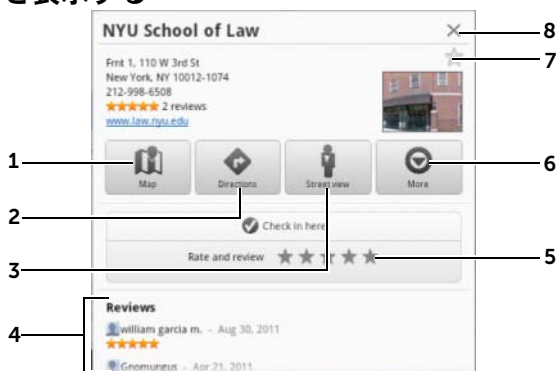 を表示する
NYU School of Law
8
7
Frnt 1, 110 W 3rd St
New York, NY 10012-1074
212-998-6508
2 reviews
www.law.nyu.edu
1
Map
Directions
Street view
More
6
2
Check in here
3
Rate and review
5
Reviews
4
william garcia m. - Aug 30, 2011
Gnomuneus - Apr 21, 2011